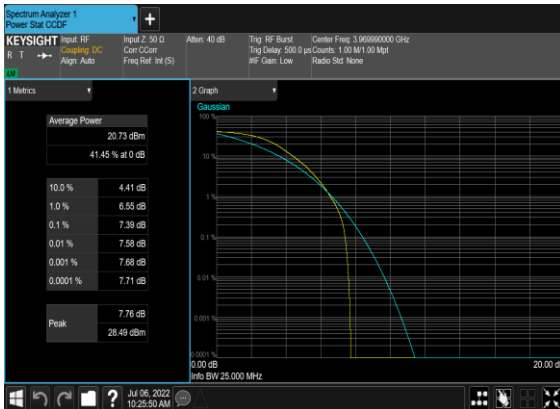 Spectrum Analyzer 1
Power Stat CCDF
+
KEYSIGHT Input: RF Input Z: 50 Ω Atten: 40 dB Trig: RF Burst Center Freq: 3.969990000 GHz
R T Coupling: DC Corr CCorr Trig Delay: 500.0 µs Counts: 1.00 M/1.00 Mpt
Align: Auto Freq Ref: Int (S) #IF Gain: Low Radio Std: None
LXI
1 Metrics
2 Graph
Average Power
20.73 dBm
41.45 % at 0 dB
10.0 % 4.41 dB
1.0 % 6.55 dB
0.1 % 7.39 dB
0.01 % 7.58 dB
0.001 % 7.68 dB
0.0001 % 7.71 dB
Peak
7.76 dB
28.49 dBm
Gaussian
100 %
10 %
1 %
0.1 %
0.01 %
0.001 %
0.0001 %
0.00 dB 20.00 dB
Info BW 25.000 MHz
? Jul 06, 2022
10:25:50 AM